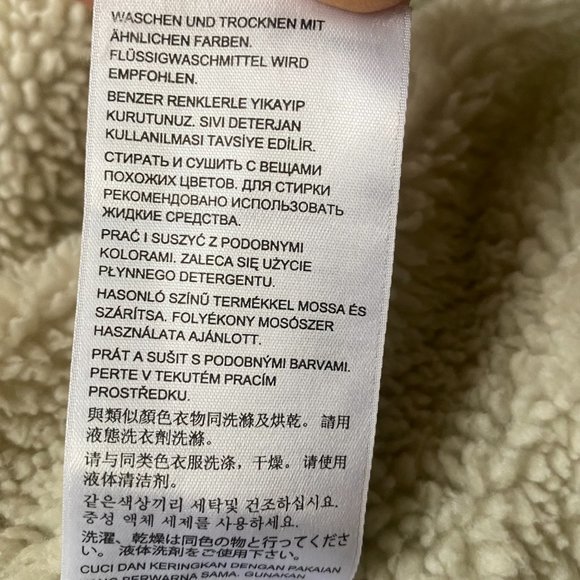 WASCHEN UND TROCKNEN MIT
ÄHNLICHEN FARBEN.
FLÜSSIGWASCHMITTEL WIRD
EMPFOHLEN.
BENZER RENKLERLE YIKAYIP
KURUTUNUZ. SIVI DETERJAN
KULLANILMASI TAVSİYE EDİLİR.
СТИРАТЬ И СУШИТЬ С ВЕЩАМИ
ПОХОЖИХ ЦВЕТОВ. ДЛЯ СТИРКИ
РЕКОМЕНДОВАНО ИСПОЛЬЗОВАТЬ
ЖИДКИЕ СРЕДСТВА.
PRAĆ I SUSZYĆ Z PODOBNYMI
KOLORAMI. ZALECA SIĘ UŻYCIE
PŁYNNEGO DETERGENTU.
HASONLÓ SZÍNŰ TERMÉKKEL MOSSA ÉS
SZÁRÍTSA. FOLYÉKONY MOSÓSZER
HASZNÁLATA AJÁNLOTT.
PRÁT A SUŠIT S PODOBNÝMI BARVAMI.
PERTE V TEKUTÉM PRACÍM
PROSTŘEDKU.
與類似顏色衣物同洗滌及烘乾。 請用
液態洗衣劑洗滌。
请与同类色衣服洗涤，干燥。请使用
液体清洁剂。
같은색상끼리 세탁및 건조하십시요.
중성 액체 세제를 사용하세요.
洗濯、乾燥は同色の物と行ってくださ
い。 液体洗剤をご使用下さい。
CUCI DAN KERINGKAN DENGAN PAKAIAN
BERWARNA SAMA. GUNAKAN